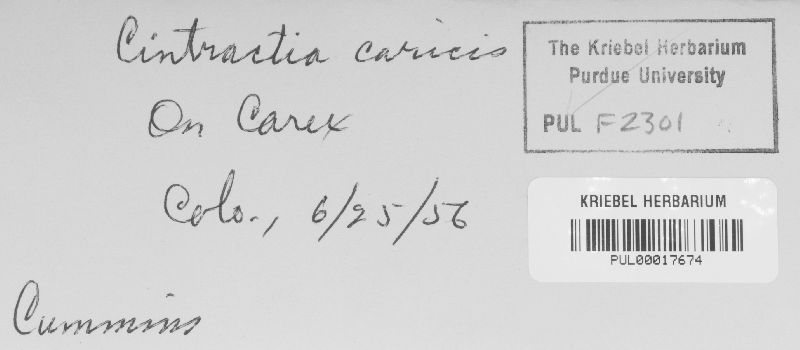 Cintractia caricis
On Carex
Colo., 6/25/56
Cummins
The Kriebel Herbarium
Purdue University
PUL F2301
KRIEBEL HERBARIUM
PUL00017674